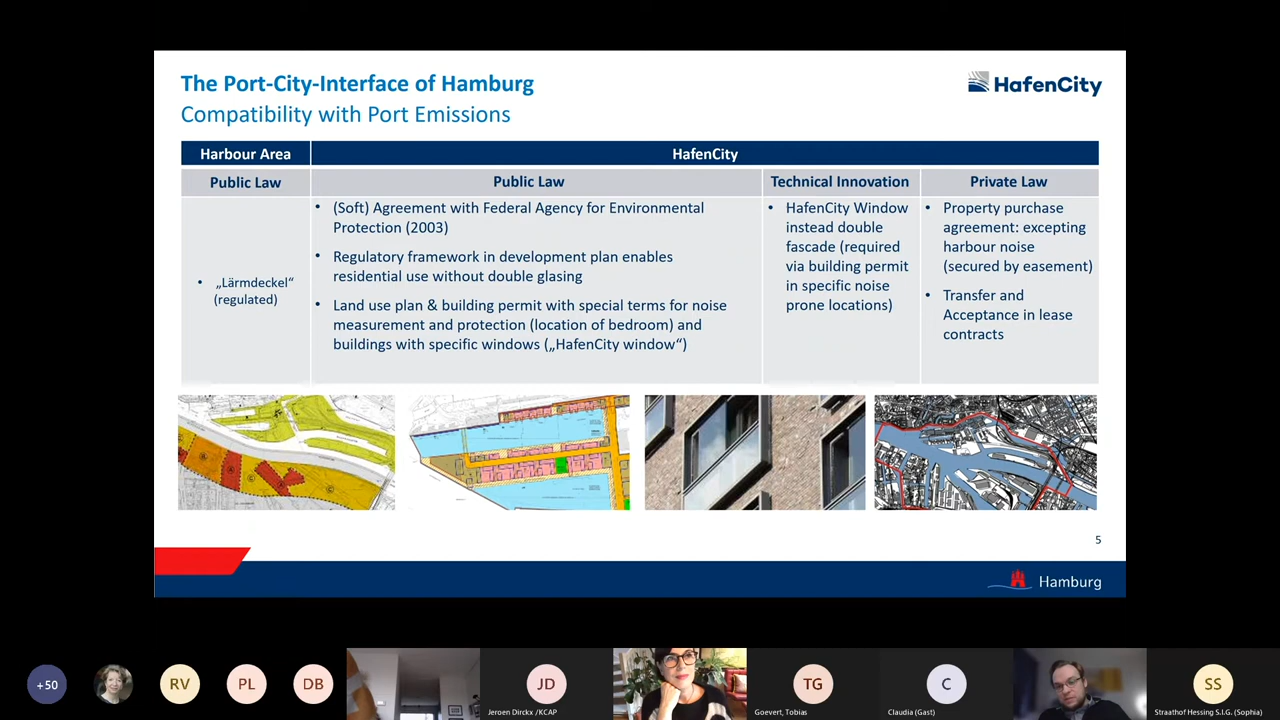 The Port-City-Interface of Hamburg
Compatibility with Port Emissions
HafenCity
Harbour Area
HafenCity
Public Law
Public Law
Technical Innovation
Private Law
• „Lärmdeckel“
(regulated)
• (Soft) Agreement with Federal Agency for Environmental
Protection (2003)
• Regulatory framework in development plan enables
residential use without double glasing
• Land use plan & building permit with special terms for noise
measurement and protection (location of bedroom) and
buildings with specific windows („HafenCity window“)
• HafenCity Window
instead double
fascade (required
via building permit
in specific noise
prone locations)
• Property purchase
agreement: excepting
harbour noise
(secured by easement)
• Transfer and
Acceptance in lease
contracts
5
Hamburg
+50
RV
PL
DB
JD
Jeroen Dirckx /KCAP
TG
Goevert, Tobias
C
Claudia (Gast)
SS
Straathof Hessing S.I.G. (Sophia)